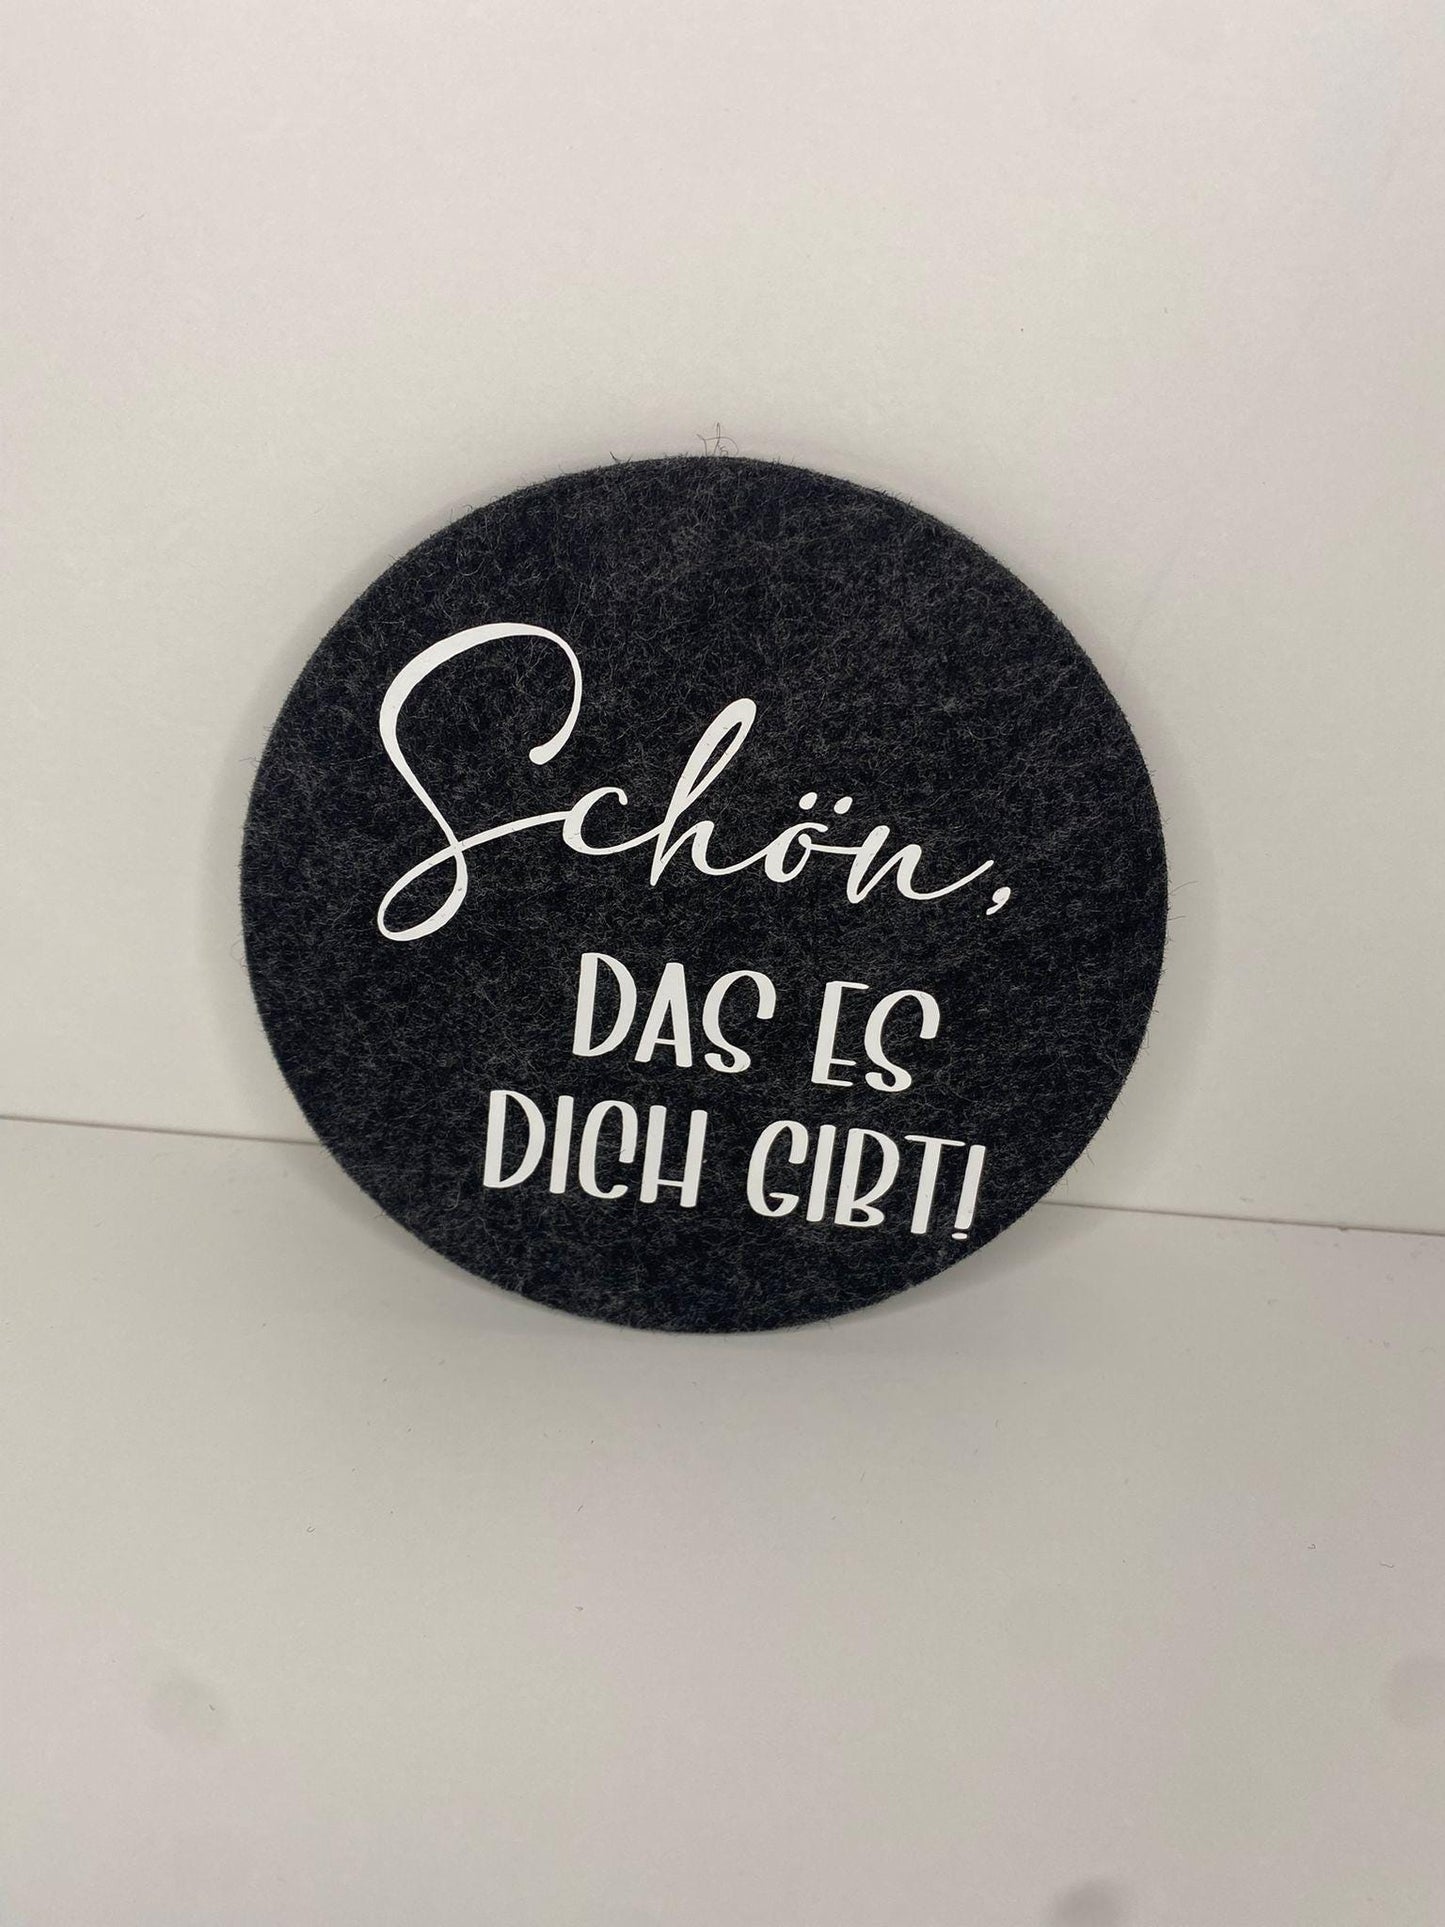 Schön,
DAS ES
DICH GIBT!